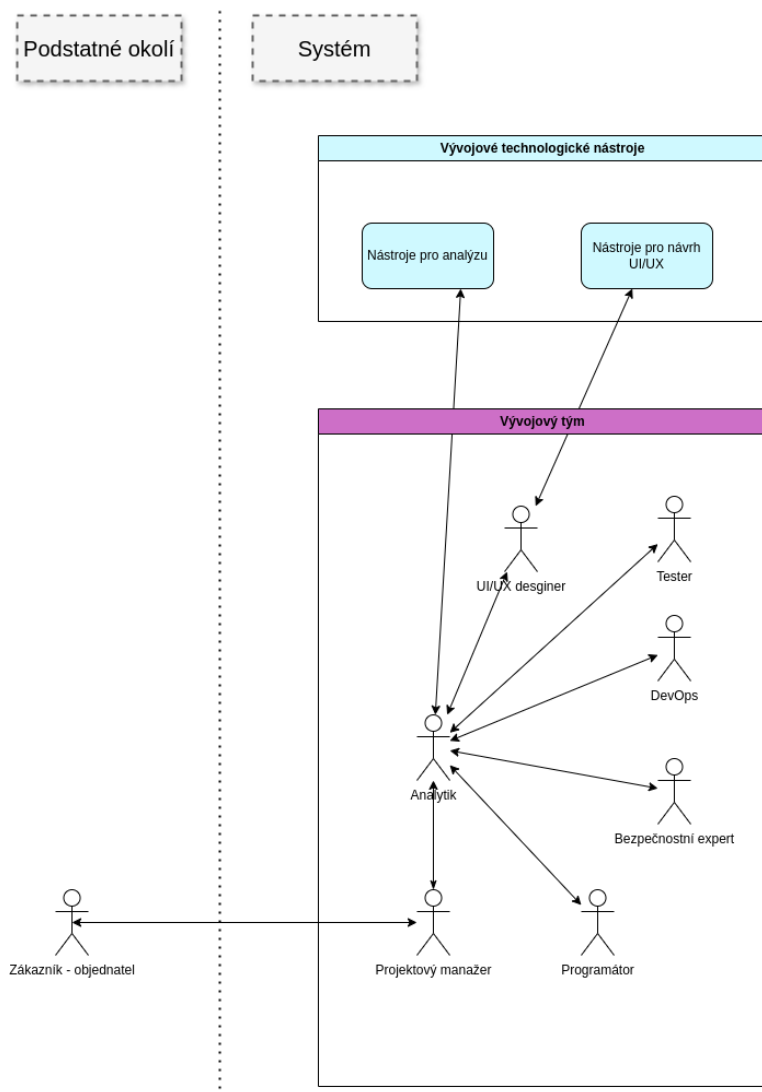 Podstatné okolí
Systém
Vývojové technologické nástroje
Nástroje pro analýzu
Nástroje pro návrh
UI/UX
Vývojový tým
UI/UX desginer
Tester
DevOps
Analytik
Bezpečnostní expert
Zákazník - objednatel
Projektový manažer
Programátor